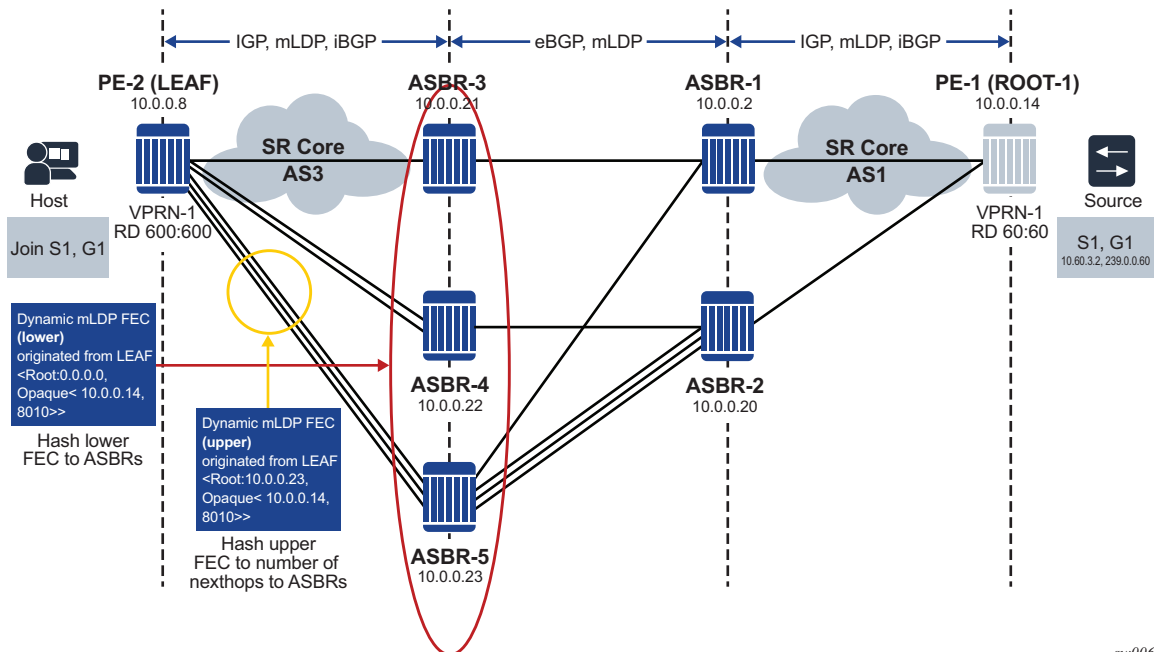 IGP, mLDP, iBGP
eBGP, mLDP
IGP, mLDP, iBGP
PE-2 (LEAF)
10.0.0.8
ASBR-3
10.0.0.21
ASBR-1
10.0.0.2
PE-1 (ROOT-1)
10.0.0.14
SR Core
AS3
SR Core
AS1
Host
Source
VPRN-1
RD 600:600
VPRN-1
RD 60:60
Join S1, G1
S1, G1
10.60.3.2, 239.0.0.60
Dynamic mLDP FEC
(lower)
originated from LEAF
<Root:0.0.0.0,
Opaque< 10.0.0.14,
8010>>
Hash lower
FEC to ASBRs
ASBR-4
10.0.0.22
ASBR-2
10.0.0.20
Dynamic mLDP FEC
(upper)
originated from LEAF
<Root:10.0.0.23,
Opaque< 10.0.0.14,
8010>>
Hash upper
FEC to number of
nexthops to ASBRs
ASBR-5
10.0.0.23